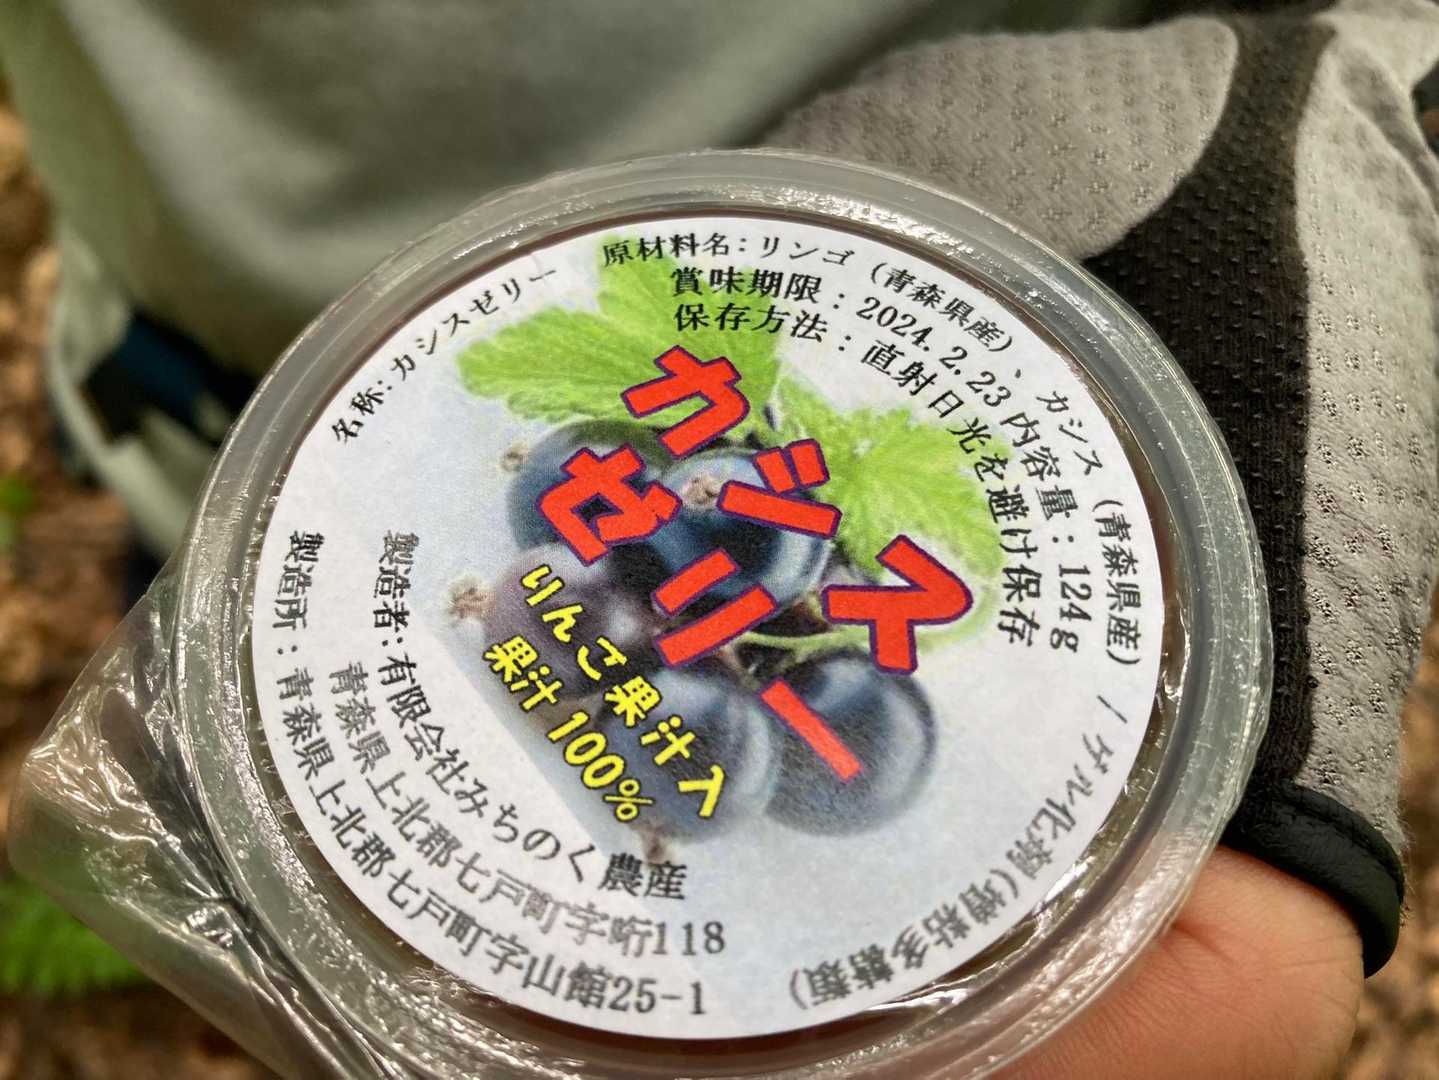 名称:カシスゼリー
原材料名:リンゴ(青森県産)、カシス(青森県産)/ゲル化剤(増粘多糖類)
賞味期限:2024.2.23 内容量:124g
保存方法:直射日光を避け保存
カシス
ゼリー
りんご果汁入
果汁100%
製造者:有限会社みちのく農産
青森県上北郡七戸町字 118
製造所:青森県上北郡七戸町字山館25-1